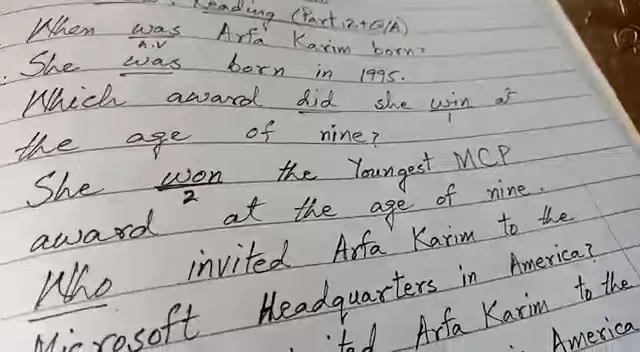 Reading (Part, 2. + Q/A)
When was Arfa Karim born?
H.V
. She was born in 1995.
Which award did she win at
1
the age of nine?
She won the Youngest MCP
2
award at the age of nine.
Who invited Arfa Karim to the
Microsoft Headquarters in America?
ted Arfa Karim to the
America